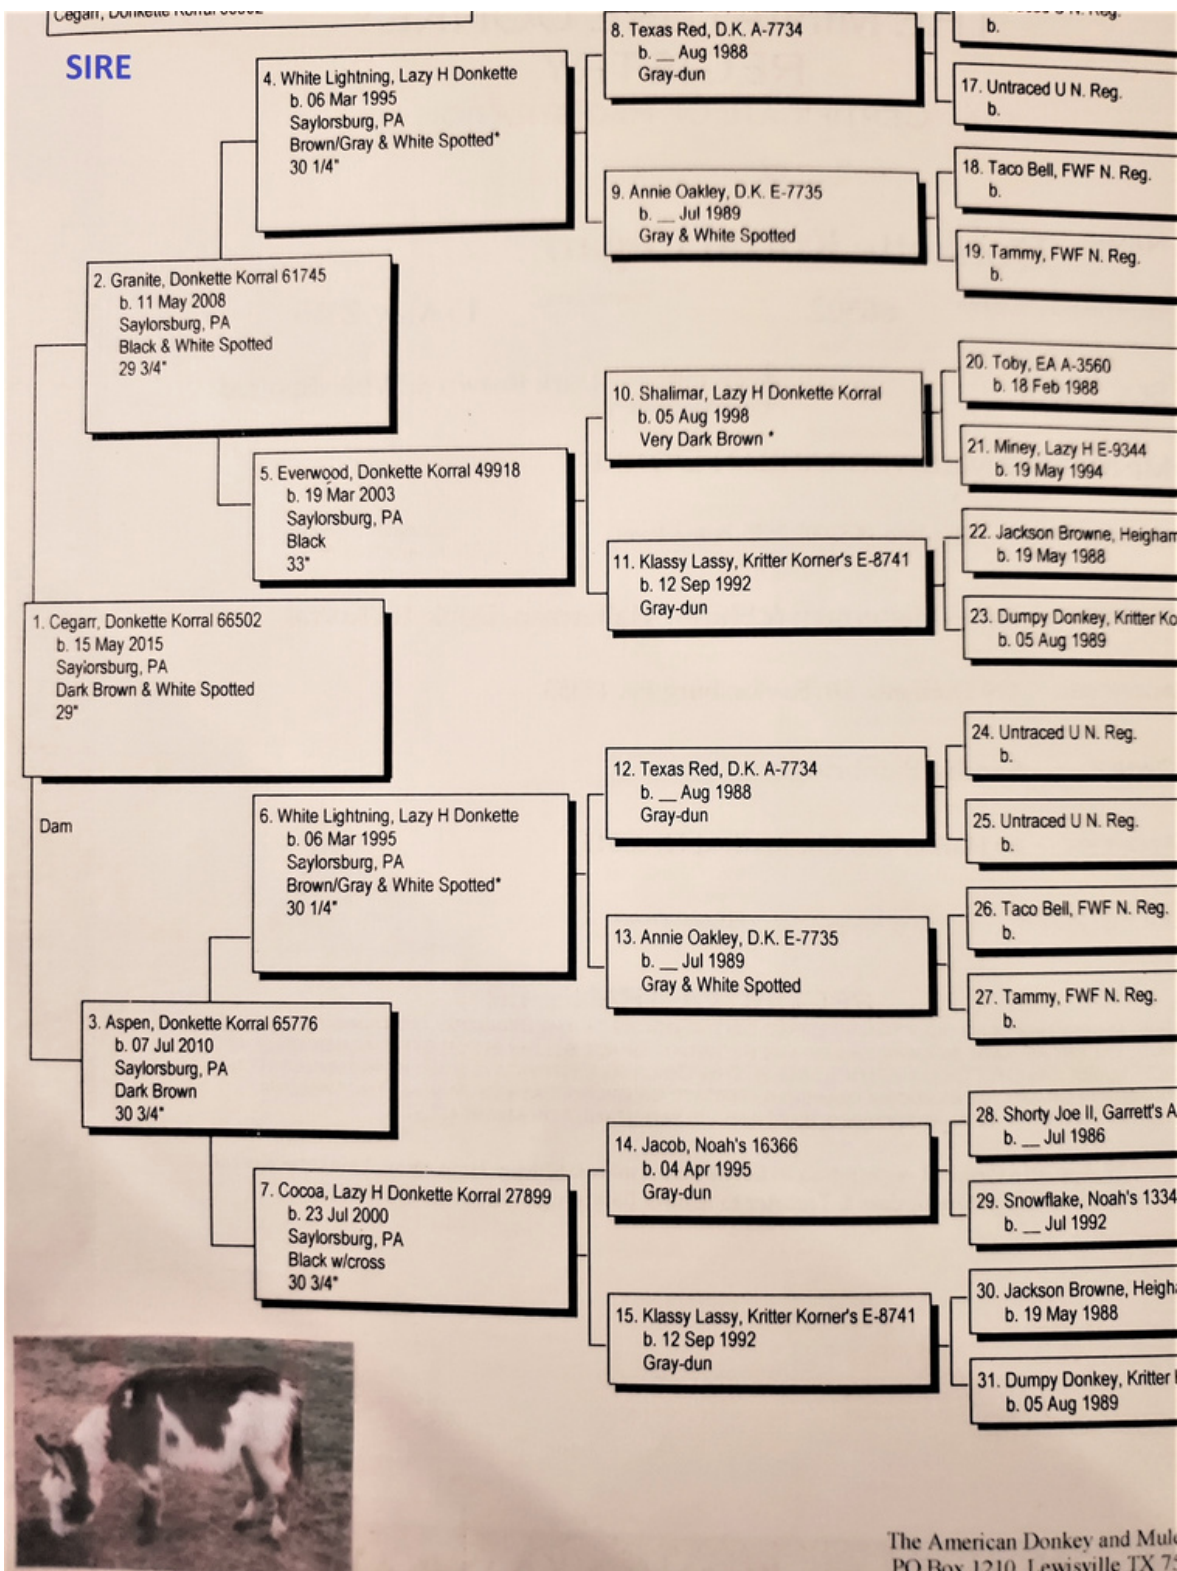 Cegarr, Donkette Korral 66502
SIRE
1. Cegarr, Donkette Korral 66502
b. 15 May 2015
Saylorsburg, PA
Dark Brown & White Spotted
29"
Dam
2. Granite, Donkette Korral 61745
b. 11 May 2008
Saylorsburg, PA
Black & White Spotted
29 3/4"
3. Aspen, Donkette Korral 65776
b. 07 Jul 2010
Saylorsburg, PA
Dark Brown
30 3/4"
4. White Lightning, Lazy H Donkette
b. 06 Mar 1995
Saylorsburg, PA
Brown/Gray & White Spotted*
30 1/4"
5. Everwood, Donkette Korral 49918
b. 19 Mar 2003
Saylorsburg, PA
Black
33"
6. White Lightning, Lazy H Donkette
b. 06 Mar 1995
Saylorsburg, PA
Brown/Gray & White Spotted*
30 1/4"
7. Cocoa, Lazy H Donkette Korral 27899
b. 23 Jul 2000
Saylorsburg, PA
Black w/cross
30 3/4"
8. Texas Red, D.K. A-7734
b. __ Aug 1988
Gray-dun
9. Annie Oakley, D.K. E-7735
b. __ Jul 1989
Gray & White Spotted
10. Shalimar, Lazy H Donkette Korral
b. 05 Aug 1998
Very Dark Brown *
11. Klassy Lassy, Kritter Korner's E-8741
b. 12 Sep 1992
Gray-dun
12. Texas Red, D.K. A-7734
b. __ Aug 1988
Gray-dun
13. Annie Oakley, D.K. E-7735
b. __ Jul 1989
Gray & White Spotted
14. Jacob, Noah's 16366
b. 04 Apr 1995
Gray-dun
15. Klassy Lassy, Kritter Korner's E-8741
b. 12 Sep 1992
Gray-dun
U N. Reg.
b.
17. Untraced U N. Reg.
b.
18. Taco Bell, FWF N. Reg.
b.
19. Tammy, FWF N. Reg.
b.
20. Toby, EA A-3560
b. 18 Feb 1988
21. Miney, Lazy H E-9344
b. 19 May 1994
22. Jackson Browne, Heigham
b. 19 May 1988
23. Dumpy Donkey, Kritter Ko
b. 05 Aug 1989
24. Untraced U N. Reg.
b.
25. Untraced U N. Reg.
b.
26. Taco Bell, FWF N. Reg.
b.
27. Tammy, FWF N. Reg.
b.
28. Shorty Joe II, Garrett's A
b. __ Jul 1986
29. Snowflake, Noah's 1334
b. __ Jul 1992
30. Jackson Browne, Heigh
b. 19 May 1988
31. Dumpy Donkey, Kritter
b. 05 Aug 1989
The American Donkey and Mule
PO Box 1210, Lewisville TX 75